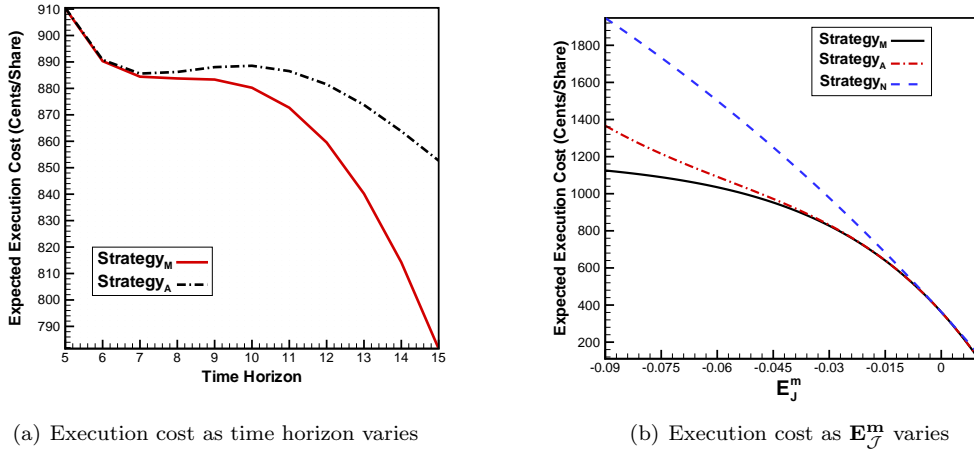 Expected Execution Cost (Cents/Share)
910
900
890
880
870
860
850
840
830
820
810
800
790
Strategy_M
Strategy_A
5 6 7 8 9 10 11 12 13 14 15
Time Horizon
(a) Execution cost as time horizon varies
Expected Execution Cost (Cents/Share)
1800
1600
1400
1200
1000
800
600
400
200
Strategy_M
Strategy_A
Strategy_N
-0.09 -0.075 -0.06 -0.045 -0.03 -0.015 0
E_J^m
(b) Execution cost as E_𝒥^m varies